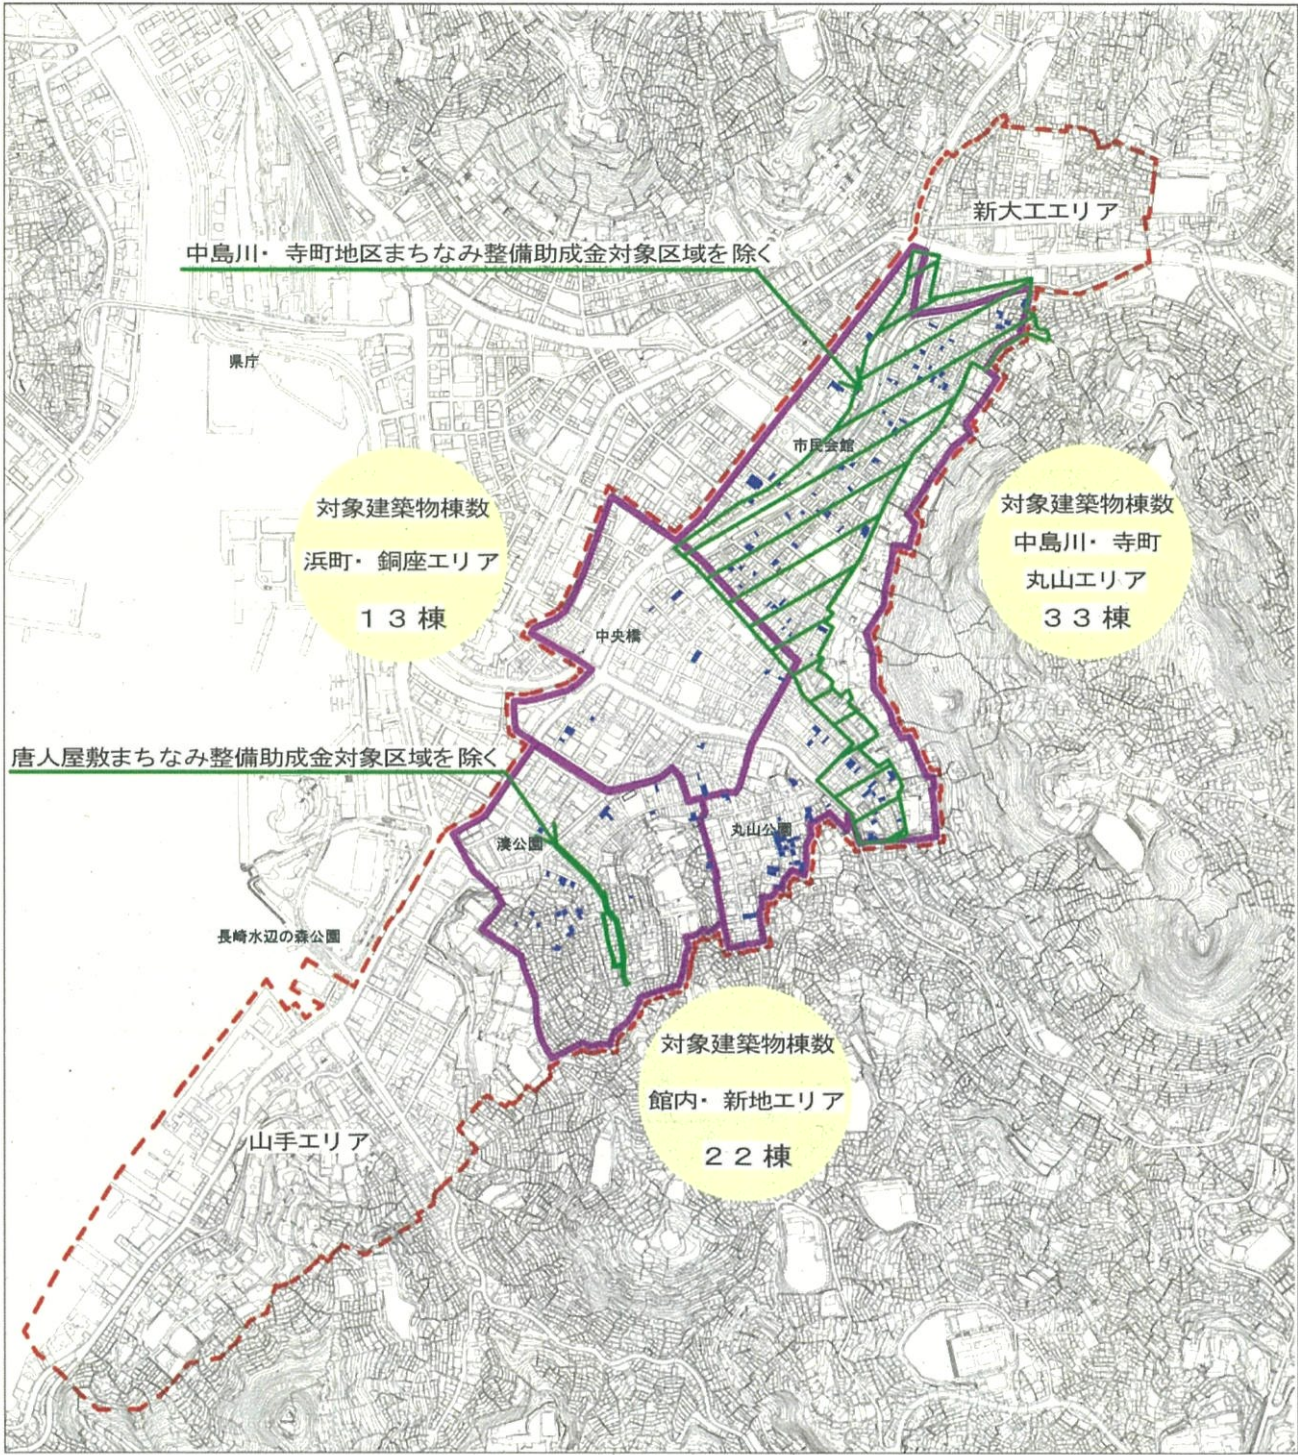 新大工エリア
中島川・寺町地区まちなみ整備助成金対象区域を除く
県庁
市民会館
対象建築物棟数
浜町・銅座エリア
13棟
対象建築物棟数
中島川・寺町
丸山エリア
33棟
中央橋
唐人屋敷まちなみ整備助成金対象区域を除く
丸山公園
湊公園
長崎水辺の森公園
対象建築物棟数
館内・新地エリア
22棟
山手エリア